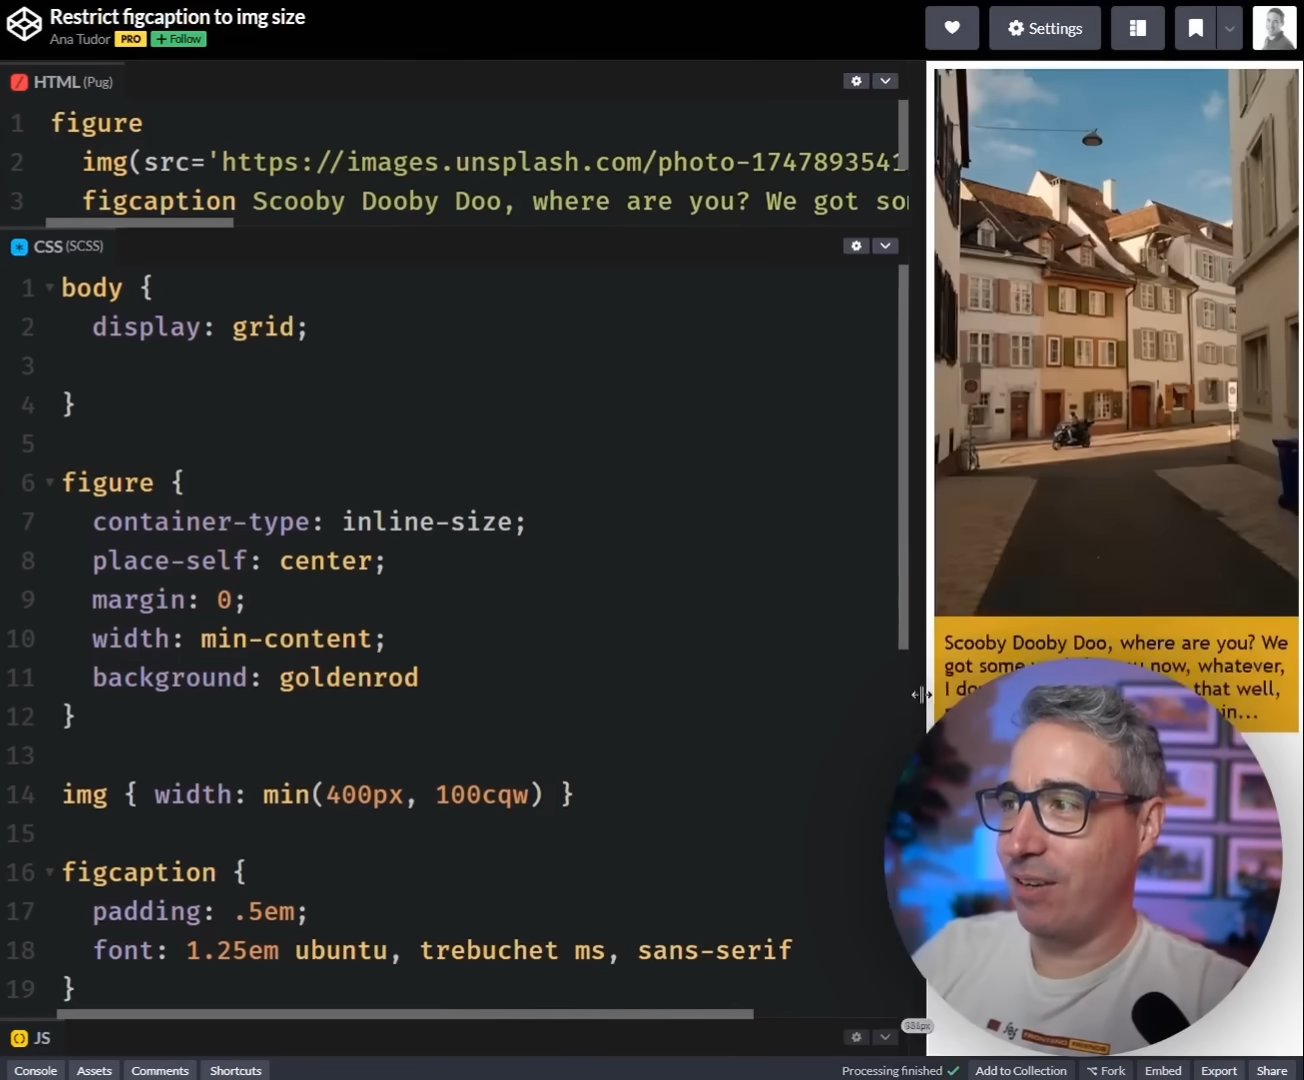 Restrict figcaption to img size
Ana Tudor PRO + Follow
Settings
HTML (Pug)
1 figure
2 img(src='https://images.unsplash.com/photo-1747893541
3 figcaption Scooby Dooby Doo, where are you? We got so
CSS (SCSS)
1 body {
2 display: grid;
3
4 }
5
6 figure {
7 container-type: inline-size;
8 place-self: center;
9 margin: 0;
10 width: min-content;
11 background: goldenrod
12 }
13
14 img { width: min(400px, 100cqw) }
15
16 figcaption {
17 padding: .5em;
18 font: 1.25em ubuntu, trebuchet ms, sans-serif
19 }
JS
Scooby Dooby Doo, where are you? We
got some now, whatever,
I that well,
in...
FRONTEND
Console Assets Comments Shortcuts
Processing finished Add to Collection Fork Embed Export Share